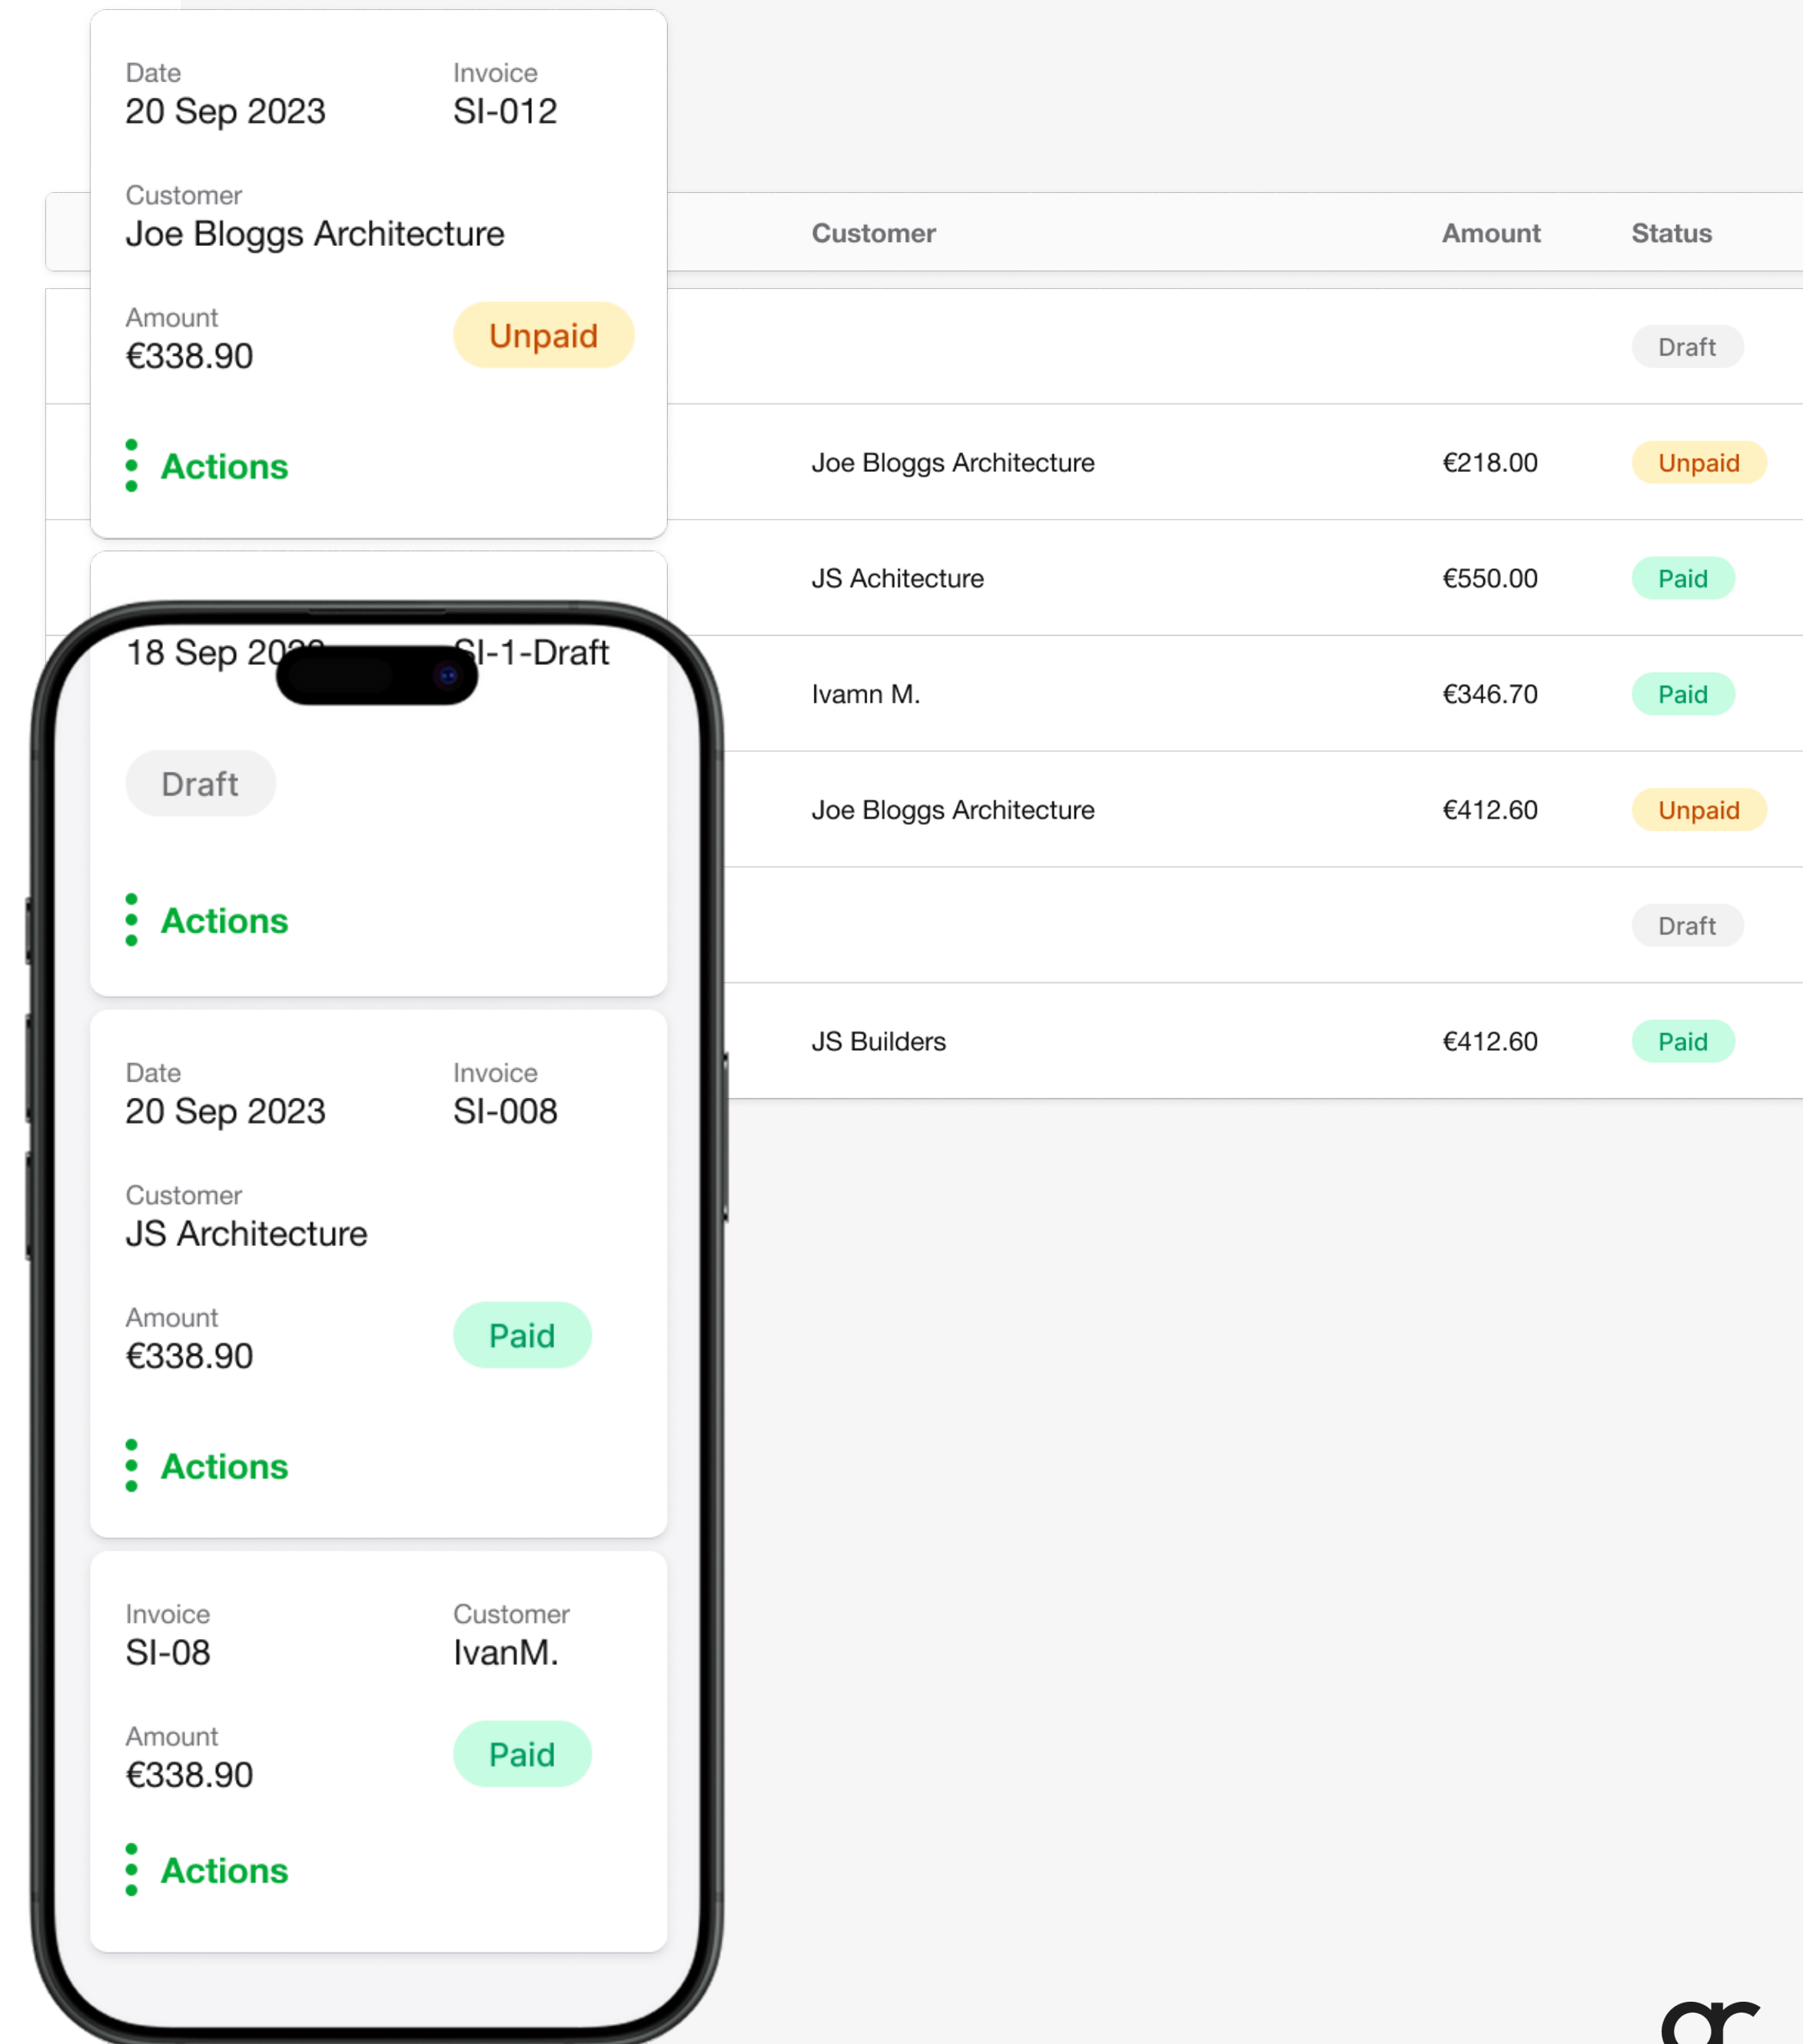 Date Invoice
20 Sep 2023 SI-012
Customer
Joe Bloggs Architecture
Amount
€338.90 Unpaid
Actions
18 Sep SI-1-Draft
Draft
Actions
Date Invoice
20 Sep 2023 SI-008
Customer
JS Architecture
Amount
€338.90 Paid
Actions
Invoice Customer
SI-08 IvanM.
Amount
€338.90 Paid
Actions
Customer Amount Status
Draft
Joe Bloggs Architecture €218.00 Unpaid
JS Achitecture €550.00 Paid
Ivamn M. €346.70 Paid
Joe Bloggs Architecture €412.60 Unpaid
Draft
JS Builders €412.60 Paid